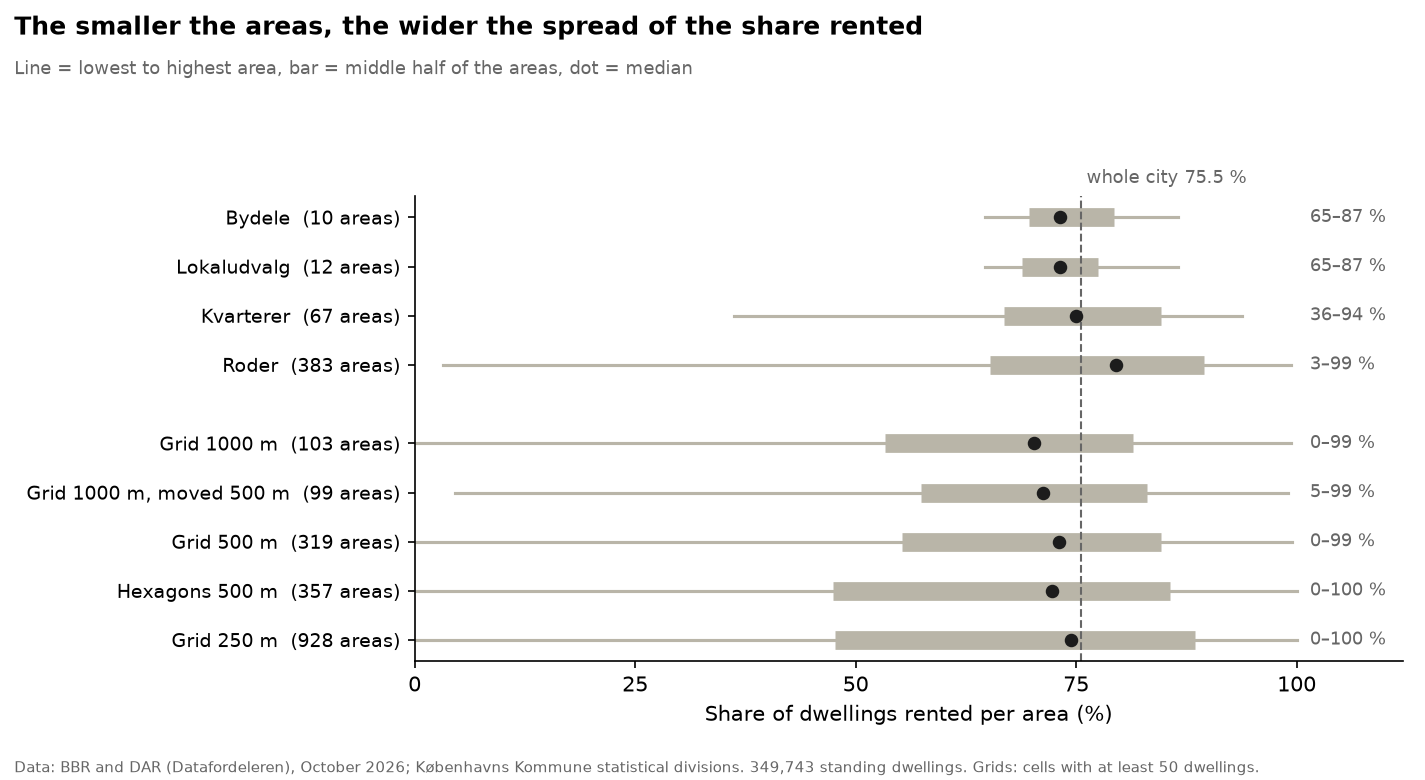 The smaller the areas, the wider the spread of the share rented
Line = lowest to highest area, bar = middle half of the areas, dot = median
whole city 75.5 %
Bydele (10 areas) 65–87 %
Lokaludvalg (12 areas) 65–87 %
Kvarterer (67 areas) 36–94 %
Roder (383 areas) 3–99 %
Grid 1000 m (103 areas) 0–99 %
Grid 1000 m, moved 500 m (99 areas) 5–99 %
Grid 500 m (319 areas) 0–99 %
Hexagons 500 m (357 areas) 0–100 %
Grid 250 m (928 areas) 0–100 %
0 25 50 75 100
Share of dwellings rented per area (%)
Data: BBR and DAR (Datafordeleren), October 2026; Københavns Kommune statistical divisions. 349,743 standing dwellings. Grids: cells with at least 50 dwellings.